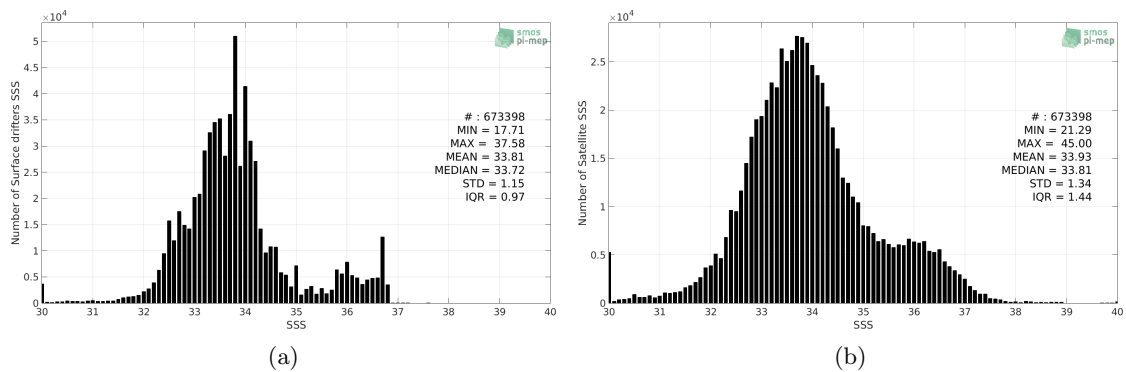 ×10⁴
5
4.5
4
3.5
3
2.5
2
1.5
1
0.5
0
Number of Surface drifters SSS
smos
pi-mep
# : 673398
MIN = 17.71
MAX = 37.58
MEAN = 33.81
MEDIAN = 33.72
STD = 1.15
IQR = 0.97
30 31 32 33 34 35 36 37 38 39 40
SSS
(a)
×10⁴
2.5
2
1.5
1
0.5
0
Number of Satellite SSS
smos
pi-mep
# : 673398
MIN = 21.29
MAX = 45.00
MEAN = 33.93
MEDIAN = 33.81
STD = 1.34
IQR = 1.44
30 31 32 33 34 35 36 37 38 39 40
SSS
(b)